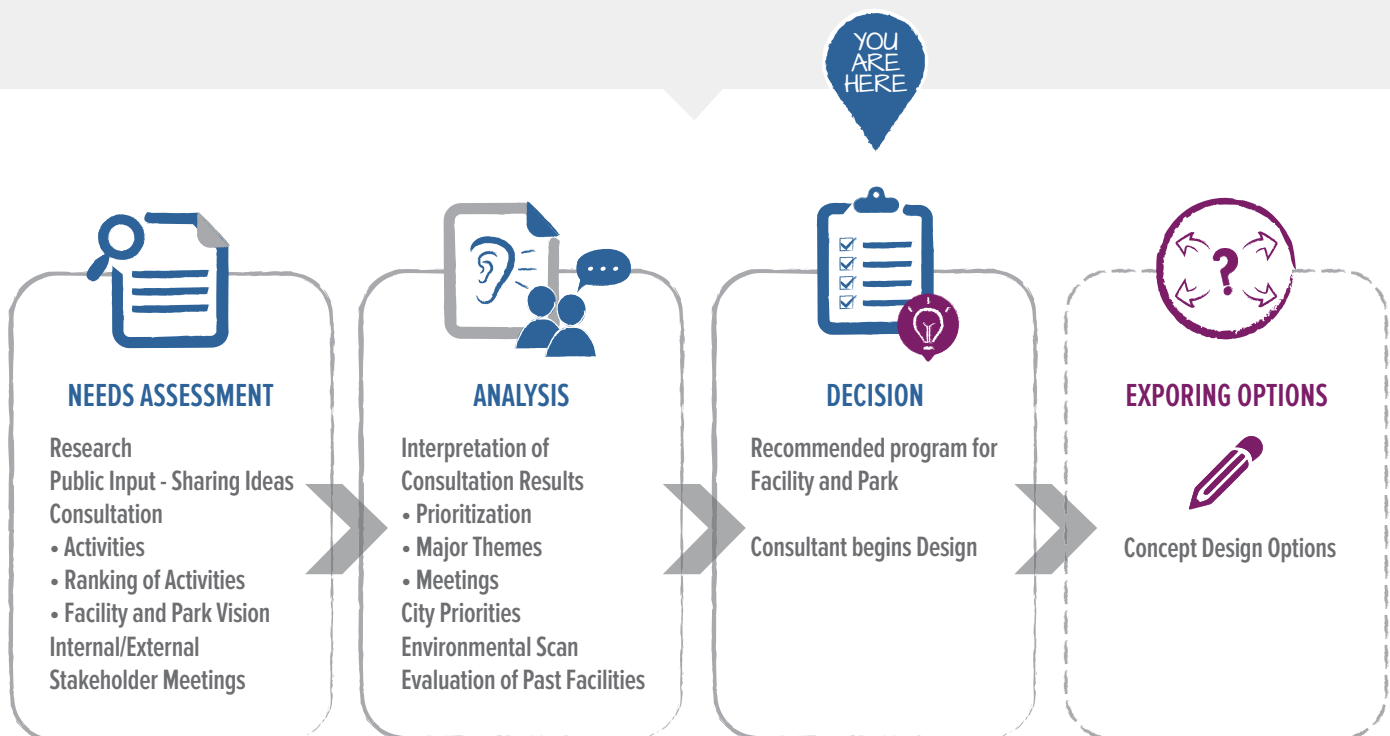 YOU
ARE
HERE
NEEDS ASSESSMENT
Research
Public Input - Sharing Ideas
Consultation
• Activities
• Ranking of Activities
• Facility and Park Vision
Internal/External
Stakeholder Meetings
ANALYSIS
Interpretation of
Consultation Results
• Prioritization
• Major Themes
• Meetings
City Priorities
Environmental Scan
Evaluation of Past Facilities
DECISION
Recommended program for
Facility and Park
Consultant begins Design
EXPORING OPTIONS
Concept Design Options